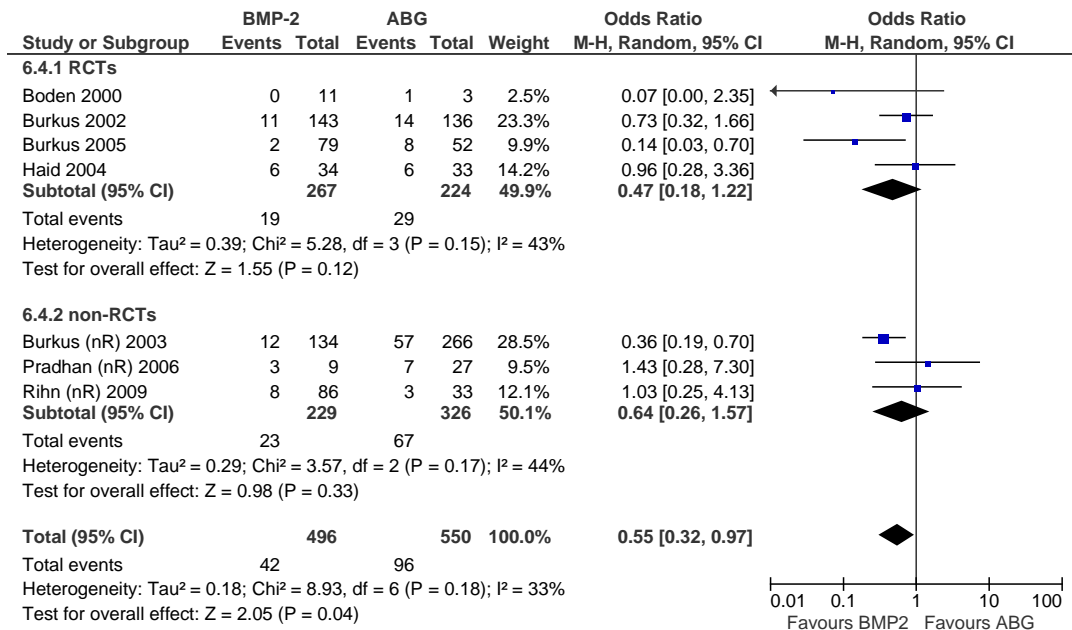 BMP-2 ABG Odds Ratio Odds Ratio
Study or Subgroup Events Total Events Total Weight M-H, Random, 95% CI M-H, Random, 95% CI
6.4.1 RCTs
Boden 2000 0 11 1 3 2.5% 0.07 [0.00, 2.35]
Burkus 2002 11 143 14 136 23.3% 0.73 [0.32, 1.66]
Burkus 2005 2 79 8 52 9.9% 0.14 [0.03, 0.70]
Haid 2004 6 34 6 33 14.2% 0.96 [0.28, 3.36]
Subtotal (95% CI) 267 224 49.9% 0.47 [0.18, 1.22]
Total events 19 29
Heterogeneity: Tau² = 0.39; Chi² = 5.28, df = 3 (P = 0.15); I² = 43%
Test for overall effect: Z = 1.55 (P = 0.12)
6.4.2 non-RCTs
Burkus (nR) 2003 12 134 57 266 28.5% 0.36 [0.19, 0.70]
Pradhan (nR) 2006 3 9 7 27 9.5% 1.43 [0.28, 7.30]
Rihn (nR) 2009 8 86 3 33 12.1% 1.03 [0.25, 4.13]
Subtotal (95% CI) 229 326 50.1% 0.64 [0.26, 1.57]
Total events 23 67
Heterogeneity: Tau² = 0.29; Chi² = 3.57, df = 2 (P = 0.17); I² = 44%
Test for overall effect: Z = 0.98 (P = 0.33)
Total (95% CI) 496 550 100.0% 0.55 [0.32, 0.97]
Total events 42 96
Heterogeneity: Tau² = 0.18; Chi² = 8.93, df = 6 (P = 0.18); I² = 33%
Test for overall effect: Z = 2.05 (P = 0.04)
0.01 0.1 1 10 100
Favours BMP2 Favours ABG